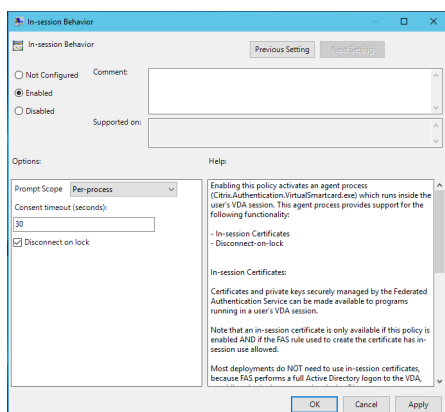 In-session Behavior
In-session Behavior
Previous Setting
Next Setting
Not Configured
Comment:
Enabled
Disabled
Supported on:
Options:
Help:
Prompt Scope
Per-process
Consent timeout (seconds):
30
Disconnect on lock
Enabling this policy activates an agent process
(Citrix.Authentication.VirtualSmartcard.exe) which runs inside the
user's VDA session. This agent process provides support for the
following functionality:
- In-session Certificates
- Disconnect-on-lock
In-session Certificates:
Certificates and private keys securely managed by the Federated
Authentication Service can be made available to programs
running in a user's VDA session.
Note that an in-session certificate is only available if this policy is
enabled AND if the FAS rule used to create the certificate has in-
session use allowed.
Most deployments do NOT need to use in-session certificates,
because FAS performs a full Active Directory logon to the VDA,
OK
Cancel
Apply